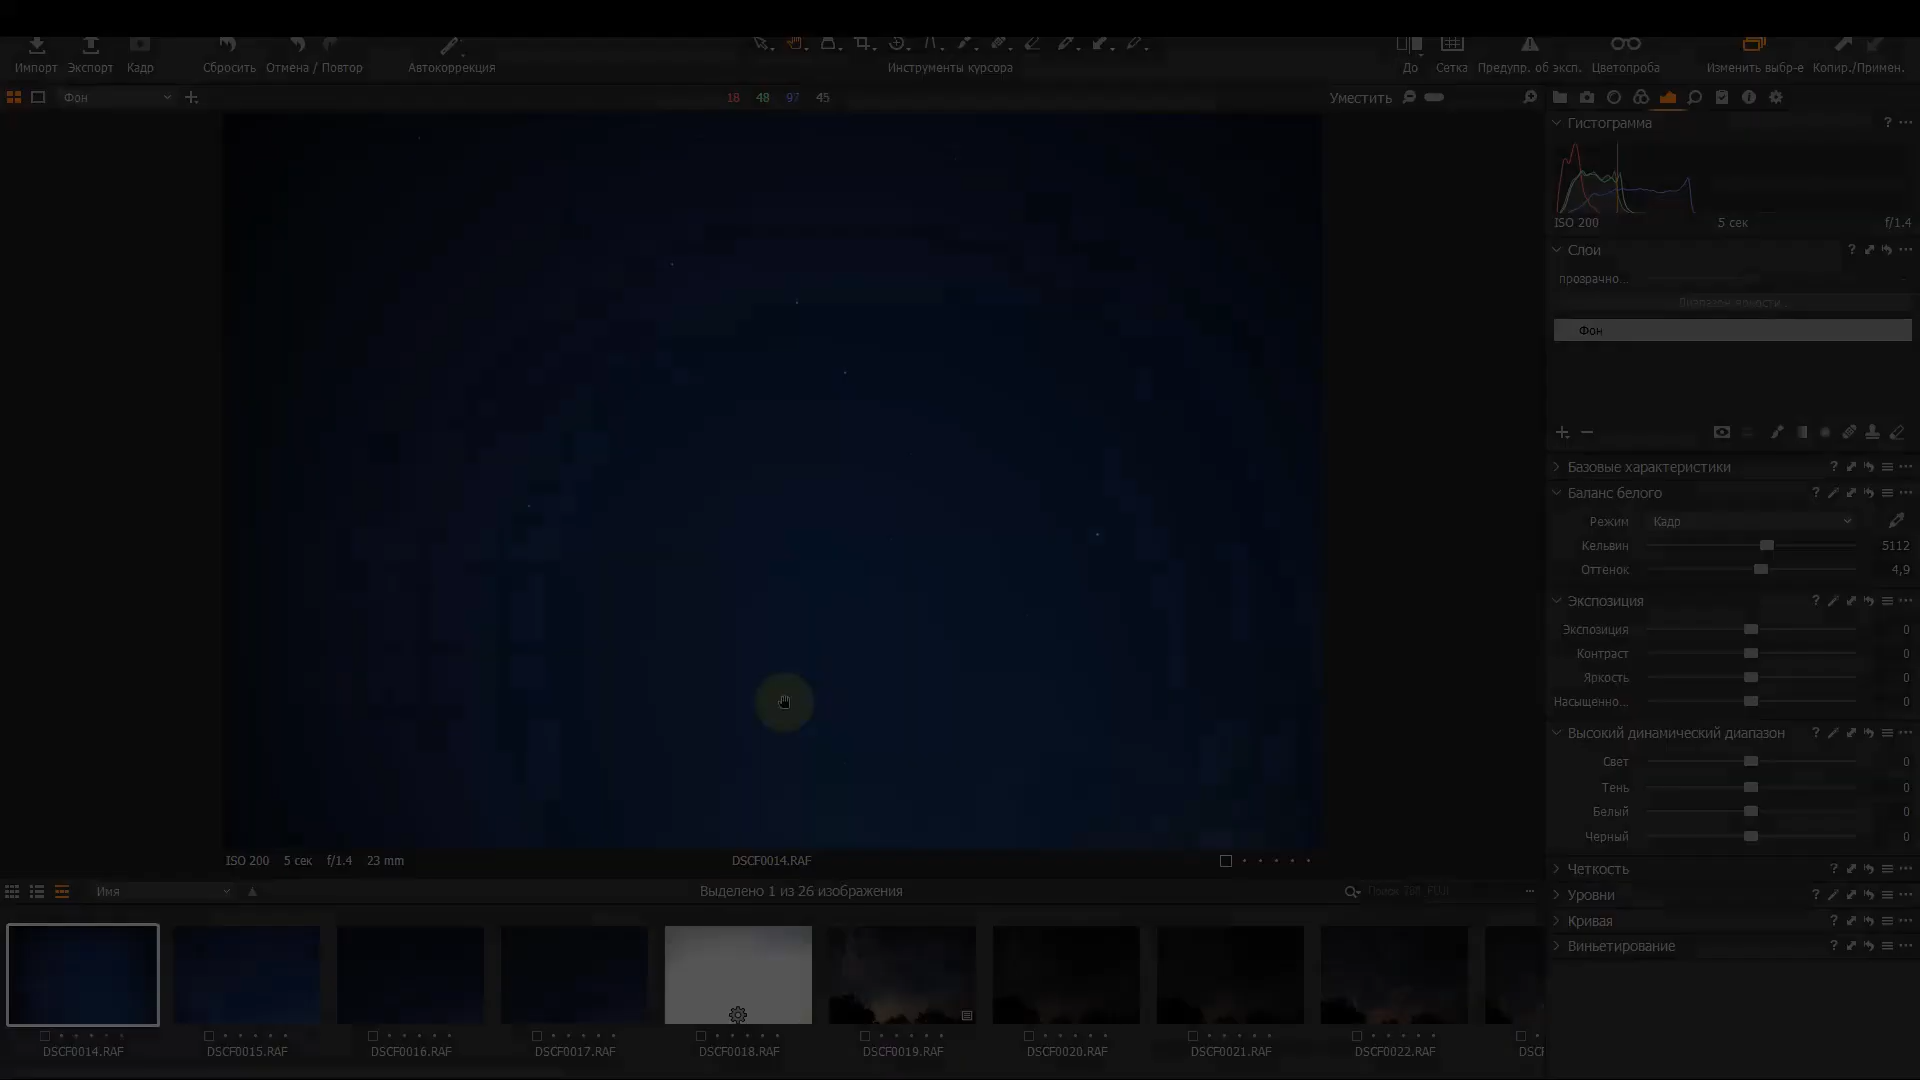 Импорт Экспорт Кадр Сбросить Отмена / Повтор Автокоррекция Инструменты курсора До Сетка Предупр. об эксп. Цветопроба Изменить выбр-е Копир./Примен.
Фон 18 48 97 45 Уместить
Гистограмма
ISO 200 5 сек f/1.4
Слои
прозрачно...
Диапазон яркости...
Фон
Базовые характеристики
Баланс белого
Режим Кадр
Кельвин 5112
Оттенок 4,9
Экспозиция
Экспозиция 0
Контраст 0
Яркость 0
Насыщенно... 0
Высокий динамический диапазон
Свет 0
Тень 0
Белый 0
Черный 0
Четкость
Уровни
Кривая
Виньетирование
ISO 200 5 сек f/1.4 23 mm DSCF0014.RAF
Имя Выделено 1 из 26 изображения
DSCF0014.RAF DSCF0015.RAF DSCF0016.RAF DSCF0017.RAF DSCF0018.RAF DSCF0019.RAF DSCF0020.RAF DSCF0021.RAF DSCF0022.RAF DSCF